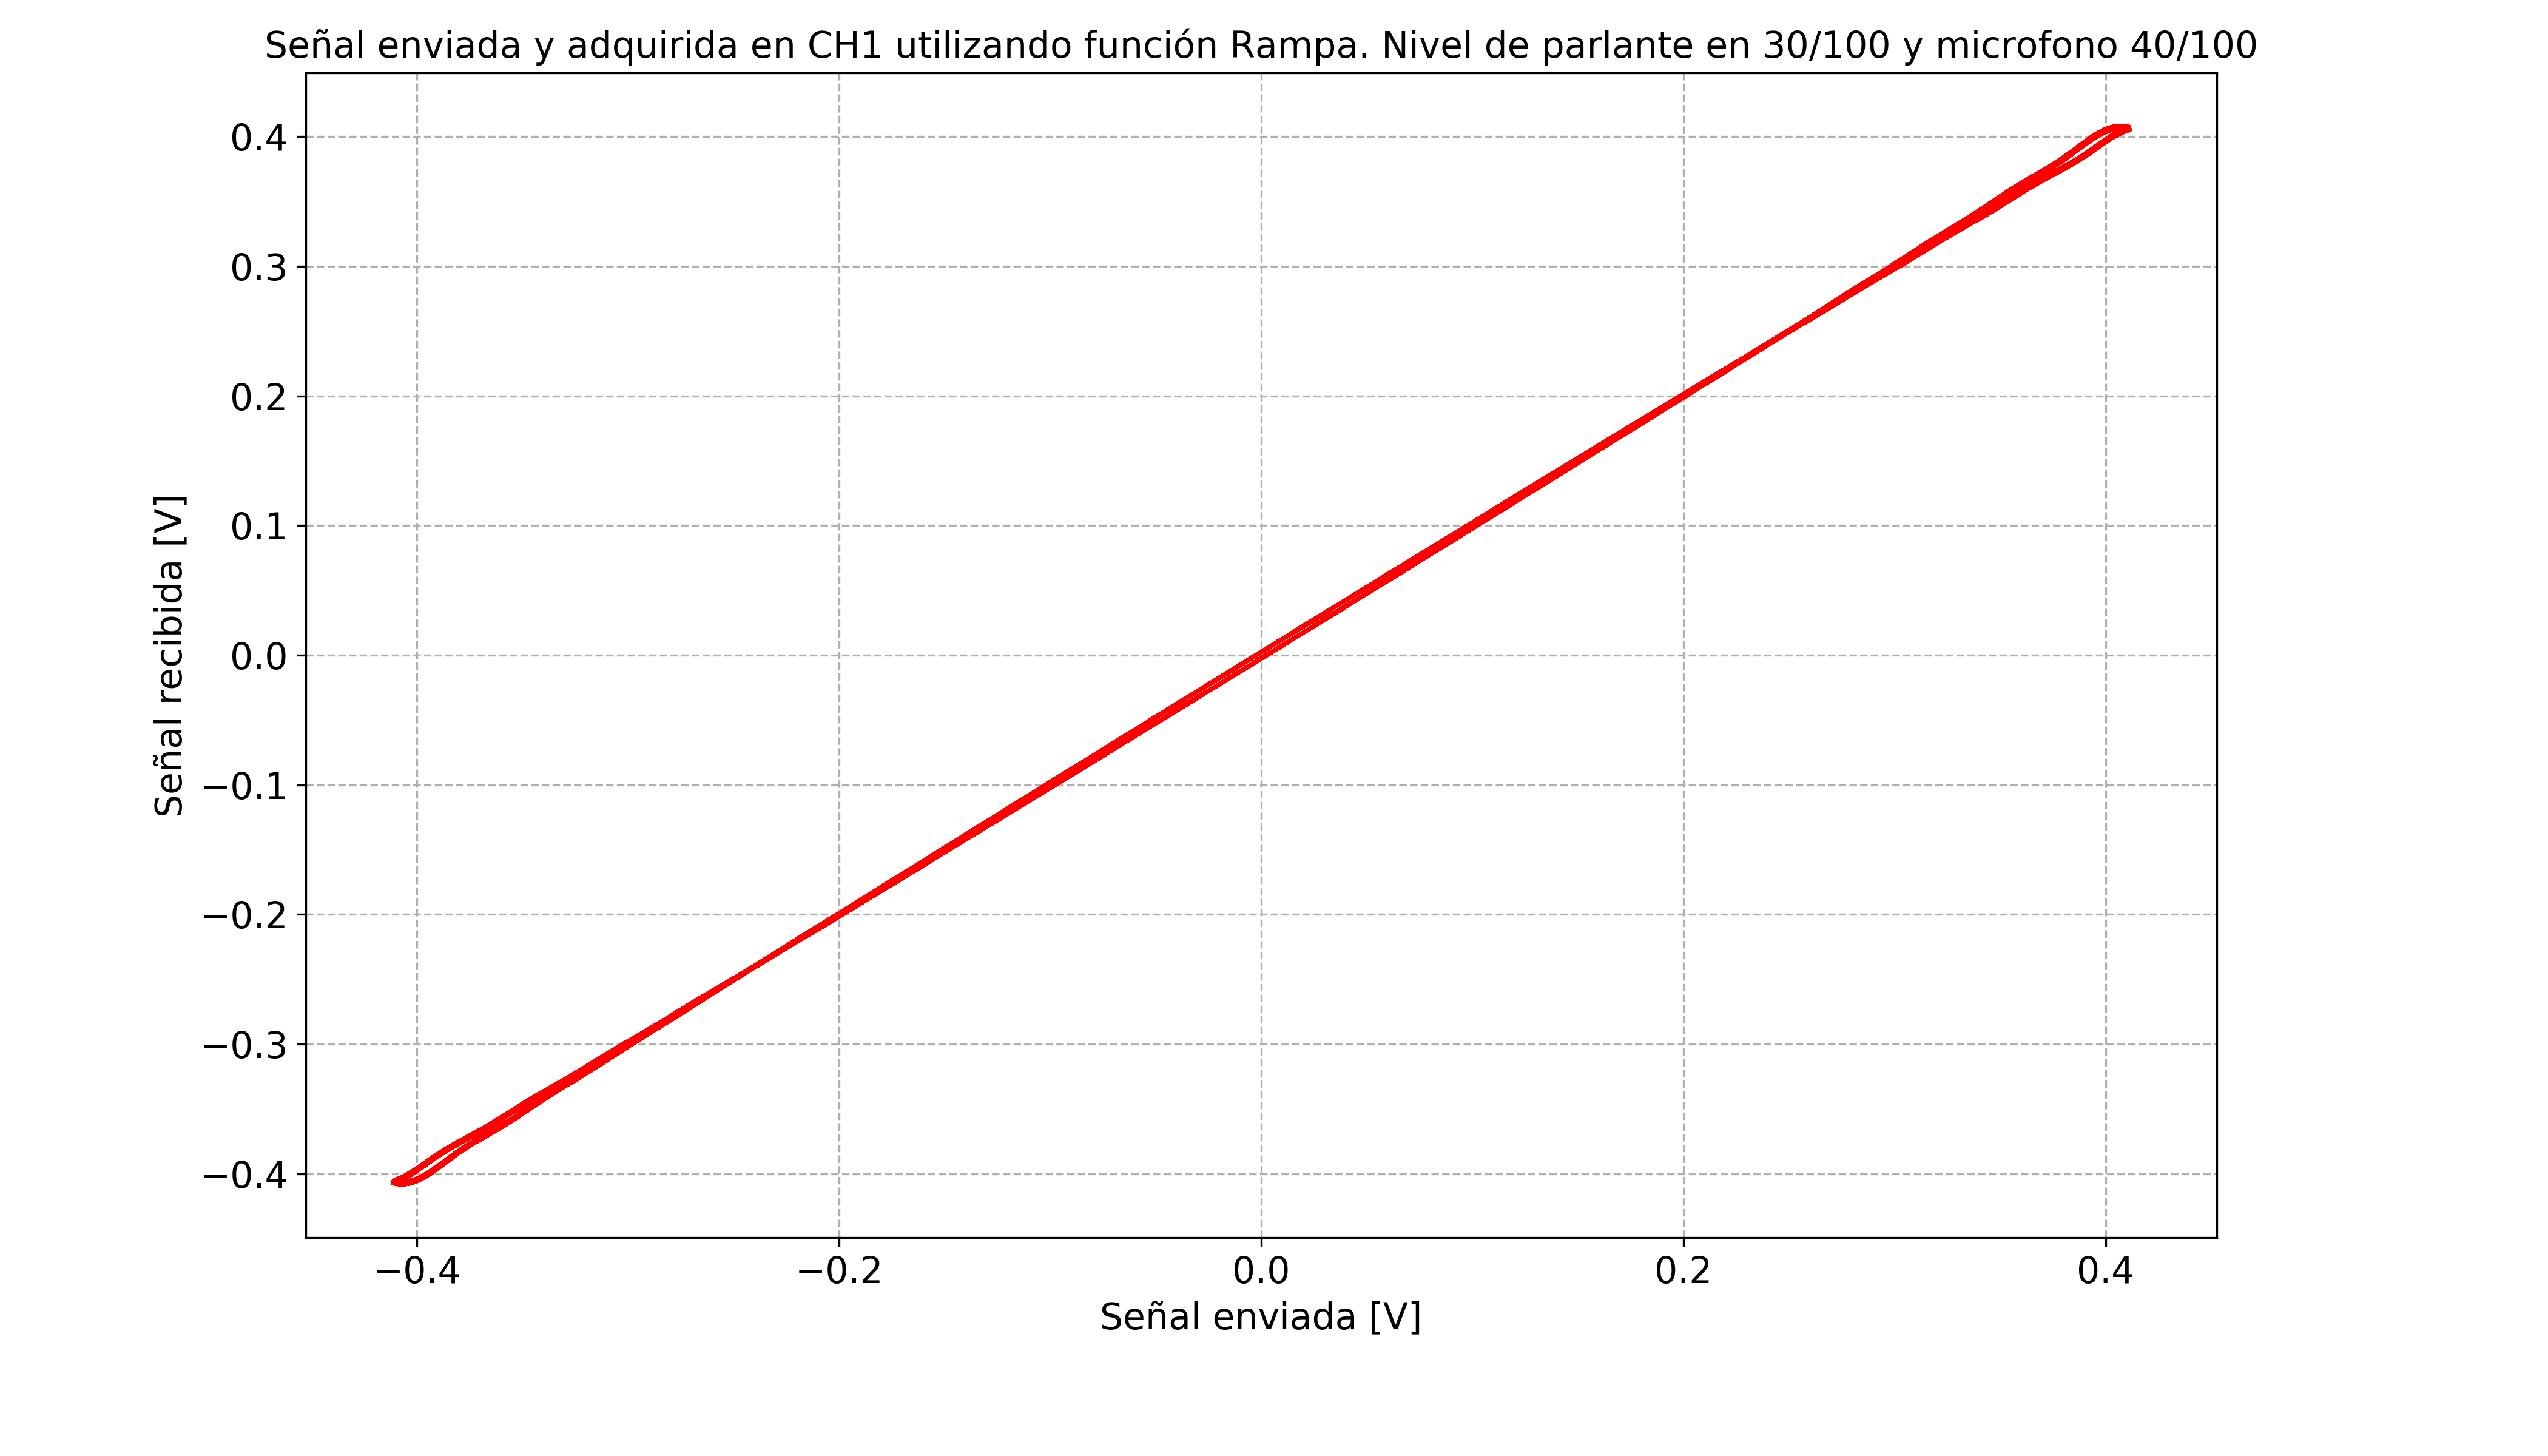 Señal enviada y adquirida en CH1 utilizando función Rampa. Nivel de parlante en 30/100 y microfono 40/100
0.4
0.3
0.2
0.1
0.0
−0.1
−0.2
−0.3
−0.4
Señal recibida [V]
−0.4 −0.2 0.0 0.2 0.4
Señal enviada [V]